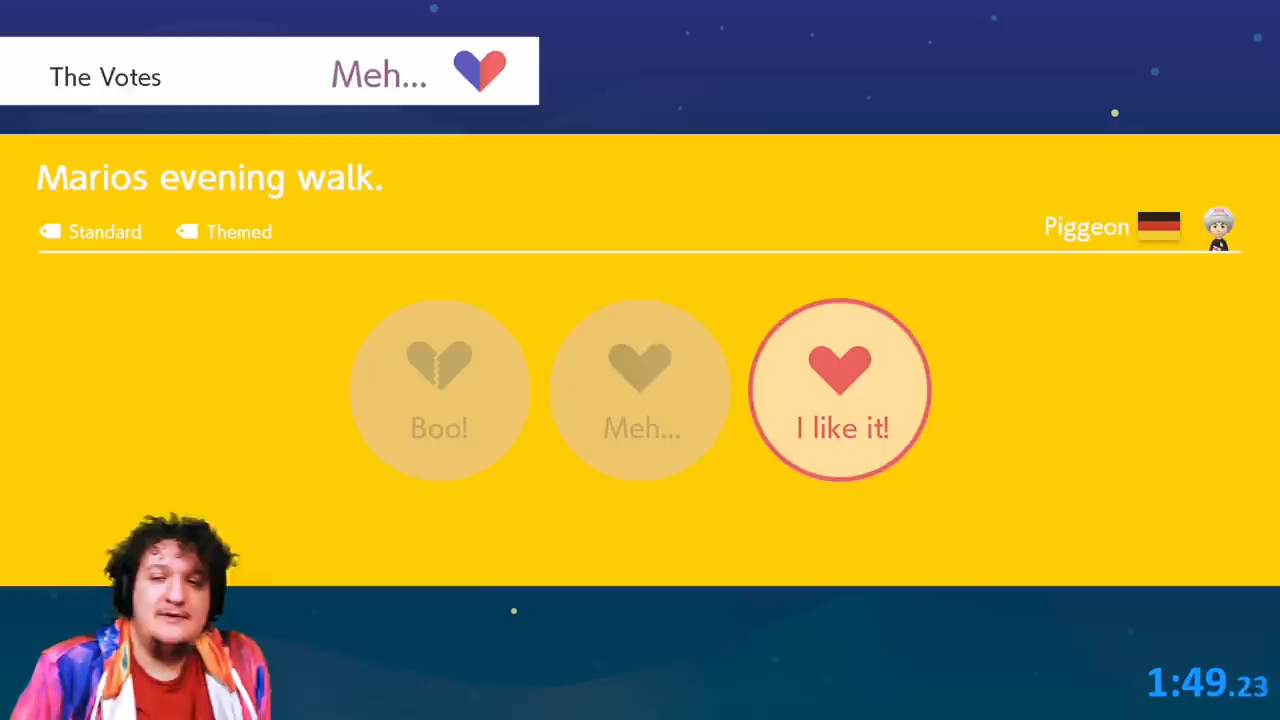 The Votes
Meh...
Marios evening walk.
Standard
Themed
Piggeon
Boo!
Meh...
I like it!
1:49.23